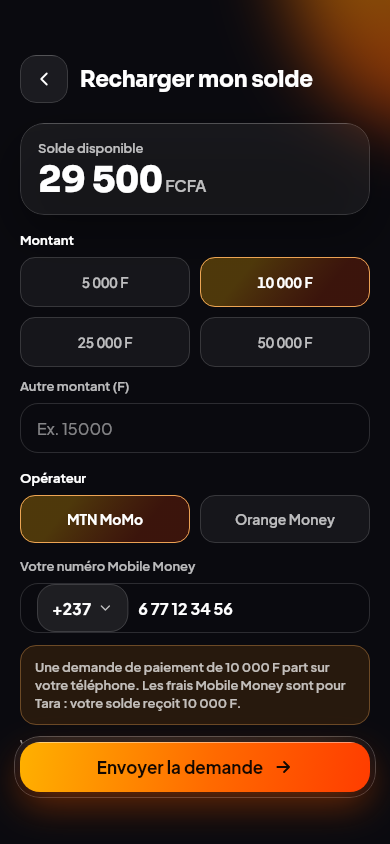 Recharger mon solde
Solde disponible
29 500 FCFA
Montant
5 000 F
10 000 F
25 000 F
50 000 F
Autre montant (F)
Ex. 15000
Opérateur
MTN MoMo
Orange Money
Votre numéro Mobile Money
+237 6 77 12 34 56
Une demande de paiement de 10 000 F part sur
votre téléphone. Les frais Mobile Money sont pour
Tara : votre solde reçoit 10 000 F.
Envoyer la demande →